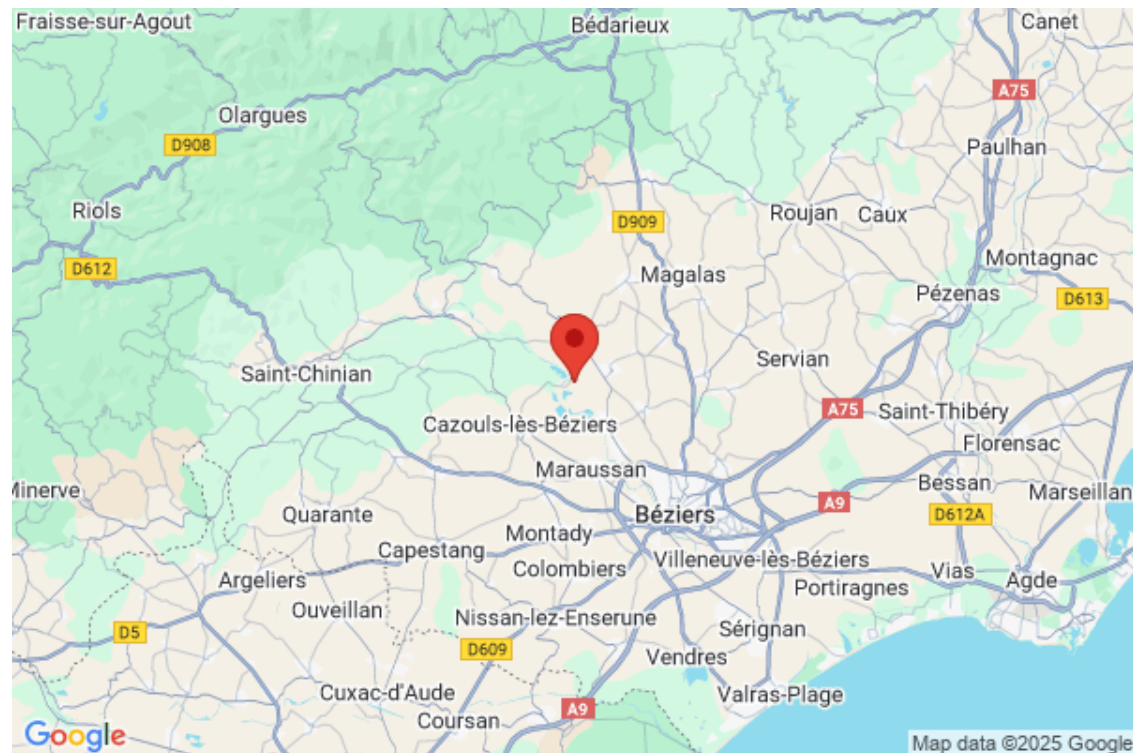 Fraisse-sur-Agout
Bédarieux
Canet
A75
Olargues
D908
Paulhan
Riols
Roujan
Caux
D909
D612
Magalas
Montagnac
Pézenas
D613
Saint-Chinian
Servian
A75
Saint-Thibéry
Cazouls-lès-Béziers
Florensac
Maraussan
Bessan
Minerve
Marseillan
A9
Quarante
Béziers
D612A
Montady
Capestang
Villeneuve-lès-Béziers
Colombiers
Vias
Argeliers
Portiragnes
Agde
Ouveillan
Nissan-lez-Enserune
D5
Sérignan
D609
Vendres
Cuxac-d'Aude
Valras-Plage
A9
Coursan
Google
Map data ©2025 Google